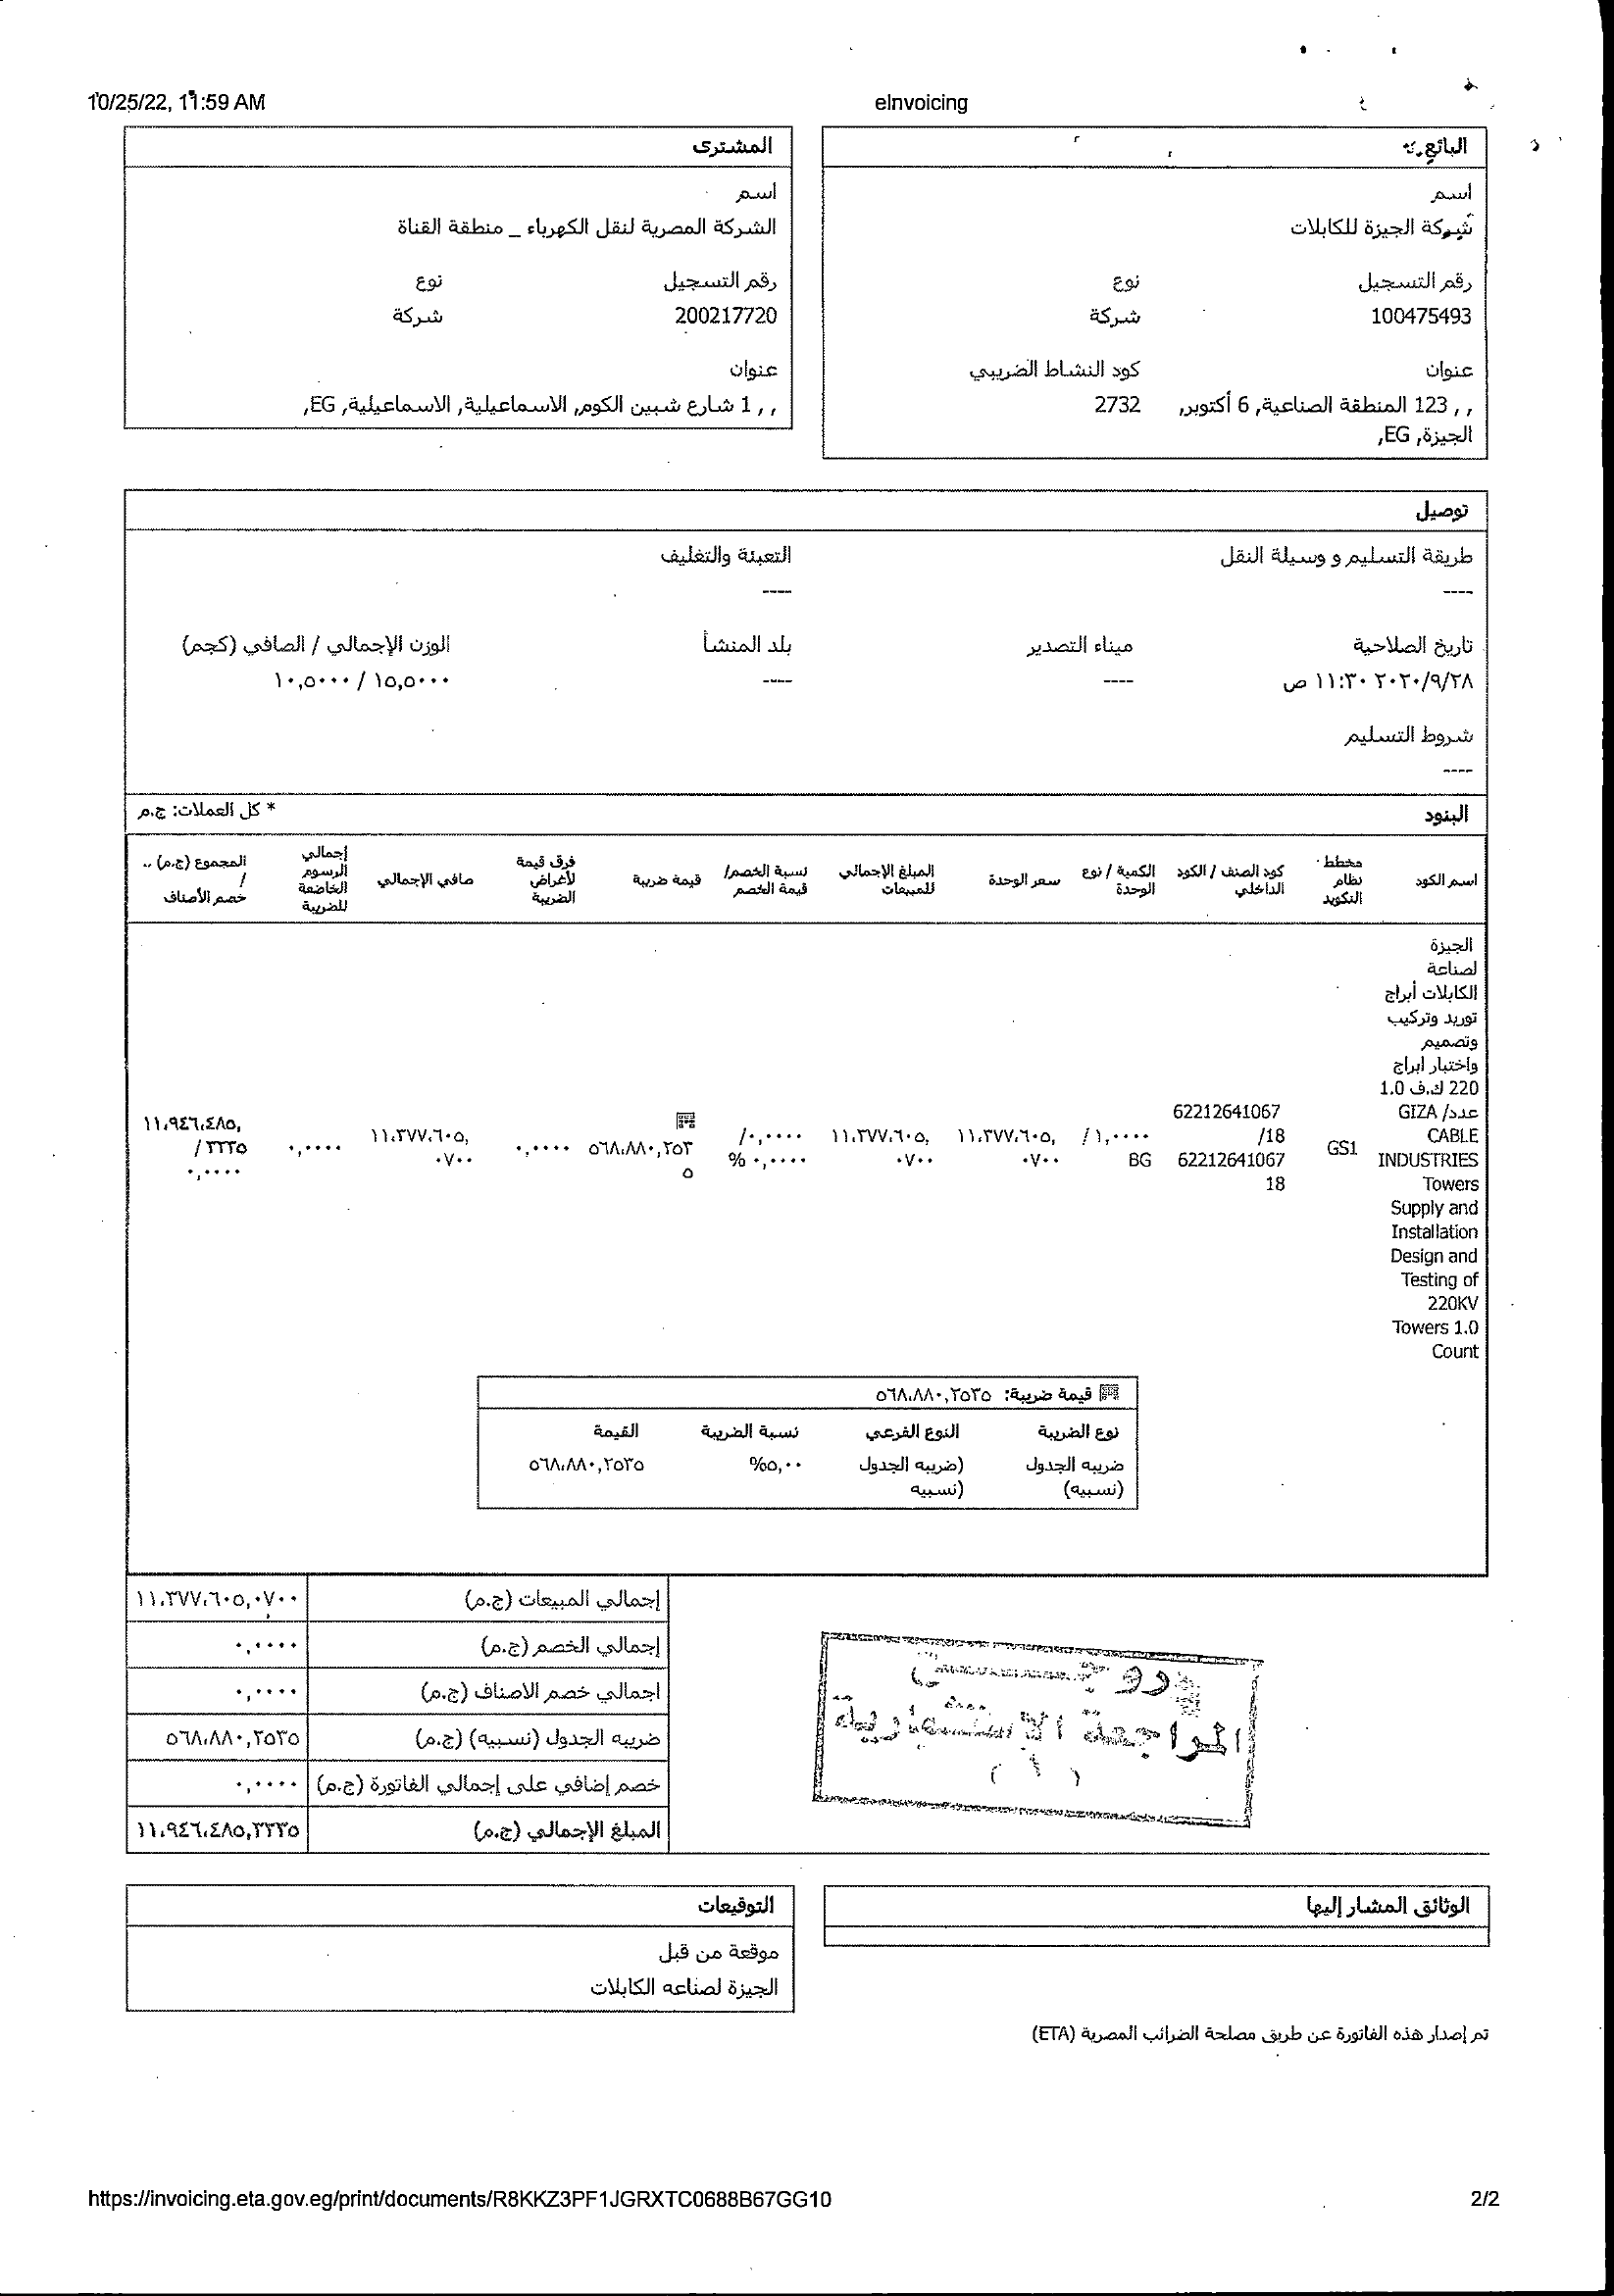 10/25/22, 11:59 AM
eInvoicing
البائع
اسم
شركة الجيزة للكابلات
رقم التسجيل نوع
100475493 شركة
عنوان كود النشاط الضريبي
, , 123 المنطقة الصناعية, 6 أكتوبر, 2732
الجيزة, EG,
المشترى
اسم
الشركة المصرية لنقل الكهرباء _ منطقة القناة
رقم التسجيل نوع
200217720 شركة
عنوان
, , 1 شارع شبين الكوم, الاسماعيلية, الاسماعيلية, EG,
توصيل
طريقة التسليم و وسيلة النقل التعبئة والتغليف
---- ----
تاريخ الصلاحية ميناء التصدير بلد المنشأ الوزن الإجمالي / الصافي (كجم)
٢٠٢٠/٩/٢٨ ١١:٣٠ ص ---- ---- ١٥,٥٠٠٠ / ١٠,٥٠٠٠
شروط التسليم
----
البنود * كل العملات: ج.م
اسم الكود
مخطط نظام التكويد
كود الصنف / الكود الداخلي
الكمية / نوع الوحدة
سعر الوحدة
المبلغ الإجمالي للمبيعات
نسبة الخصم/ قيمة الخصم
قيمة ضريبة
فرق قيمة لأغراض الضريبة
صافي الإجمالي
إجمالي الرسوم الخاضعة للضريبة
المجموع (ج.م) / خصم الأصناف
الجيزة
لصناعة
الكابلات أبراج
توريد وتركيب
وتصميم
واختبار ابراج
220 ك.ف 1.0
عدد/ GIZA
CABLE
INDUSTRIES
Towers
Supply and
Installation
Design and
Testing of
220KV
Towers 1.0
Count
GS1
62212641067
18/
62212641067
18
١,٠٠٠٠ /
BG
١١،٣٧٧،٦٠٥,
٠٧٠٠
١١،٣٧٧،٦٠٥,
٠٧٠٠
٠,٠٠٠٠/
٠,٠٠٠٠ %
٥٦٨،٨٨٠,٢٥٣
٥
٠,٠٠٠٠
١١،٣٧٧،٦٠٥,
٠٧٠٠
٠,٠٠٠٠
١١،٩٤٦،٤٨٥,
٣٢٣٥ /
٠,٠٠٠٠
قيمة ضريبة: ٥٦٨،٨٨٠,٢٥٣٥
نوع الضريبة النوع الفرعي نسبة الضريبة القيمة
ضريبه الجدول (ضريبه الجدول ٥,٠٠% ٥٦٨،٨٨٠,٢٥٣٥
(نسبيه) (نسبيه
إجمالي المبيعات (ج.م) ١١،٣٧٧،٦٠٥,٠٧٠٠
إجمالي الخصم (ج.م) ٠,٠٠٠٠
اجمالي خصم الاصناف (ج.م) ٠,٠٠٠٠
ضريبه الجدول (نسبيه) (ج.م) ٥٦٨،٨٨٠,٢٥٣٥
خصم إضافي على إجمالي الفاتورة (ج.م) ٠,٠٠٠٠
المبلغ الإجمالي (ج.م) ١١،٩٤٦،٤٨٥,٣٢٣٥
المراجعة الاستشارية
الوثائق المشار إليها
التوقيعات
موقعة من قبل
الجيزة لصناعه الكابلات
تم إصدار هذه الفاتورة عن طريق مصلحة الضرائب المصرية (ETA)
https://invoicing.eta.gov.eg/print/documents/R8KKZ3PF1JGRXTC0688B67GG10
2/2